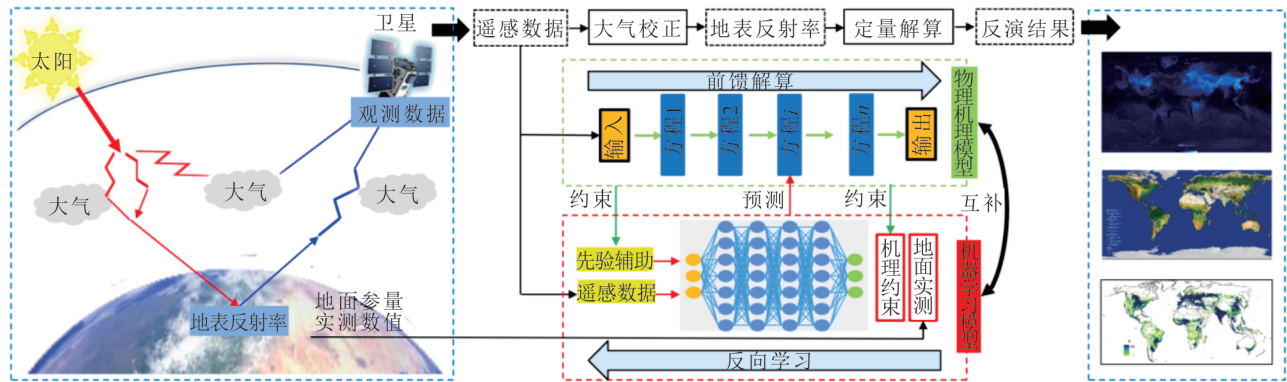 太阳
卫星
观测数据
大气
大气
大气
地表反射率
地面参量
实测数值
遥感数据
大气校正
地表反射率
定量解算
反演结果
前馈解算
输入
方程1
方程2
方程i
方程n
输出
物理机理模型
约束
预测
约束
互补
先验辅助
遥感数据
机理约束
地面实测
机器学习模型
反向学习